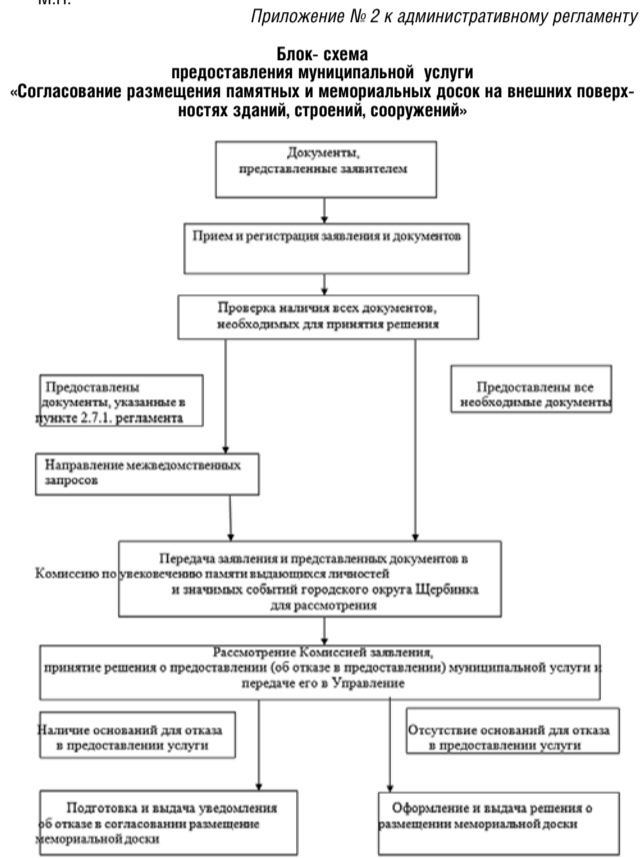 М.П.
Приложение № 2 к административному регламенту
Блок- схема
предоставления муниципальной услуги
«Согласование размещения памятных и мемориальных досок на внешних поверх-
ностях зданий, строений, сооружений»
Документы,
представленные заявителем
Прием и регистрация заявления и документов
Проверка наличия всех документов,
необходимых для принятия решения
Предоставлены
документы, указанные в
пункте 2.7.1. регламента
Предоставлены все
необходимые документы
Направление межведомственных
запросов
Передача заявления и представленных документов в
Комиссию по увековечению памяти выдающихся личностей
и значимых событий городского округа Щербинка
для рассмотрения
Рассмотрение Комиссией заявления,
принятие решения о предоставлении (об отказе в предоставлении) муниципальной услуги и
передаче его в Управление
Наличие оснований для отказа
в предоставлении услуги
Отсутствие оснований для отказа
в предоставлении услуги
Подготовка и выдача уведомления
об отказе в согласовании размещение
мемориальной доски
Оформление и выдача решения о
размещении мемориальной доски